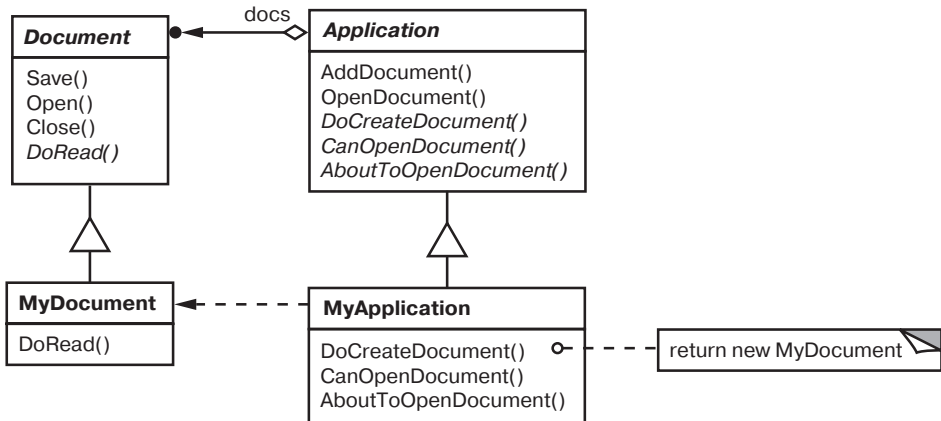 docs
Document
Save()
Open()
Close()
DoRead()
Application
AddDocument()
OpenDocument()
DoCreateDocument()
CanOpenDocument()
AboutToOpenDocument()
MyDocument
DoRead()
MyApplication
DoCreateDocument()
CanOpenDocument()
AboutToOpenDocument()
return new MyDocument